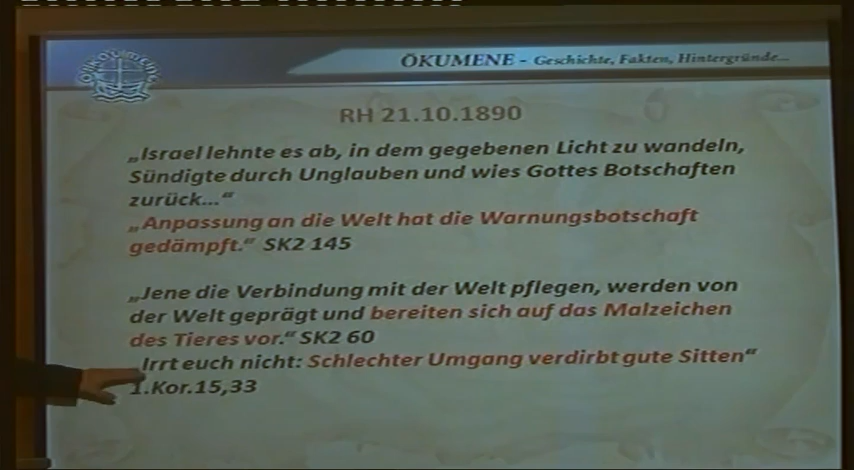 ÖKUMENE - Geschichte, Fakten, Hintergründe...
RH 21.10.1890
„Israel lehnte es ab, in dem gegebenen Licht zu wandeln,
Sündigte durch Unglauben und wies Gottes Botschaften
zurück...“
„Anpassung an die Welt hat die Warnungsbotschaft
gedämpft.“ SK2 145
„Jene die Verbindung mit der Welt pflegen, werden von
der Welt geprägt und bereiten sich auf das Malzeichen
des Tieres vor.“ SK2 60
„Irrt euch nicht: Schlechter Umgang verdirbt gute Sitten“
1.Kor.15,33